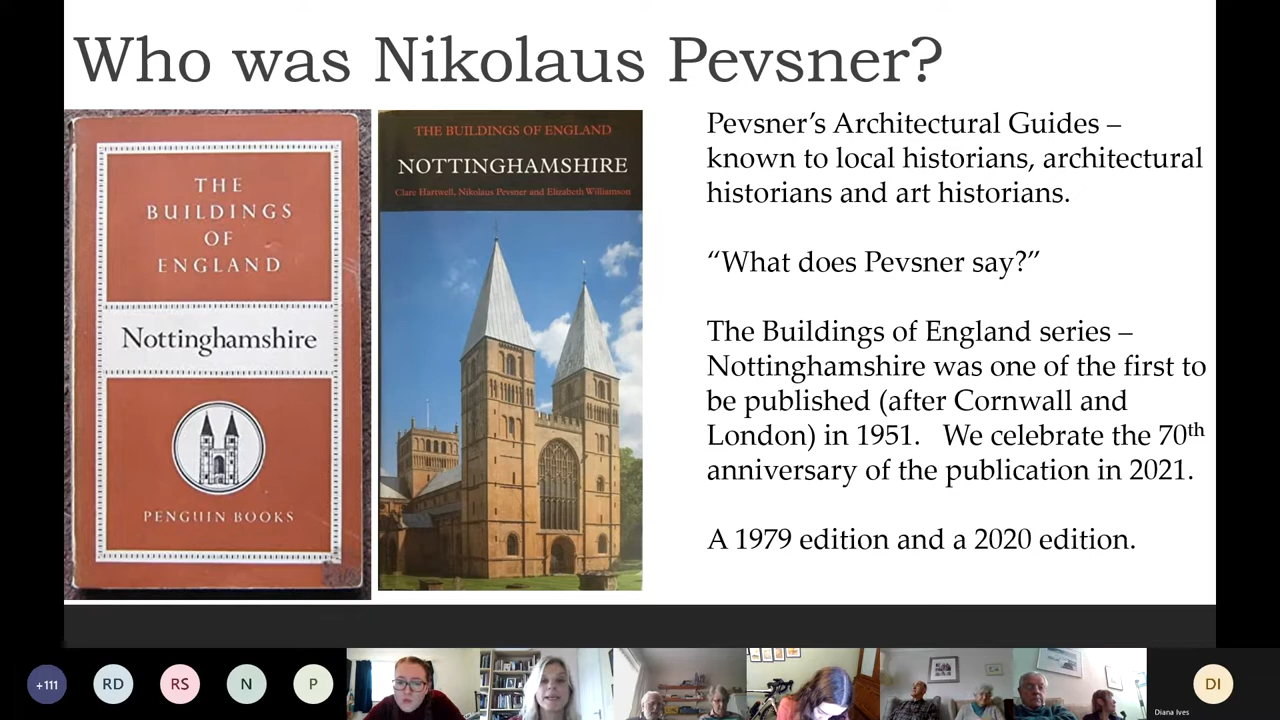 Who was Nikolaus Pevsner?
THE
BUILDINGS
OF
ENGLAND
Nottinghamshire
PENGUIN BOOKS
THE BUILDINGS OF ENGLAND
NOTTINGHAMSHIRE
Clare Hartwell, Nikolaus Pevsner and Elizabeth Williamson
Pevsner’s Architectural Guides –
known to local historians, architectural
historians and art historians.
“What does Pevsner say?”
The Buildings of England series –
Nottinghamshire was one of the first to
be published (after Cornwall and
London) in 1951. We celebrate the 70th
anniversary of the publication in 2021.
A 1979 edition and a 2020 edition.
+111
RD
RS
N
P
DI
Diana Ives